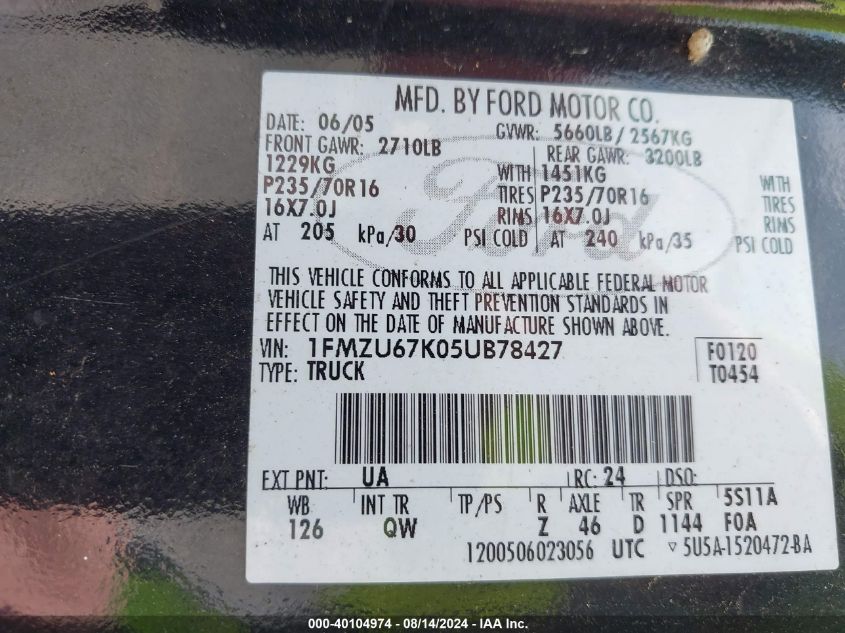 MFD. BY FORD MOTOR CO.
DATE: 06/05 GVWR: 5660LB / 2567KG
FRONT GAWR: 2710LB REAR GAWR: 3200LB
1229KG WITH 1451KG WITH
P235/70R16 TIRES P235/70R16 TIRES
16X7.0J RIMS 16X7.0J RIMS
AT 205 kPa/30 PSI COLD AT 240 kPa/35 PSI COLD
Ford
THIS VEHICLE CONFORMS TO ALL APPLICABLE FEDERAL MOTOR
VEHICLE SAFETY AND THEFT PREVENTION STANDARDS IN
EFFECT ON THE DATE OF MANUFACTURE SHOWN ABOVE.
VIN: 1FMZU67K05UB78427 F0120
TYPE: TRUCK T0454
EXT PNT: UA RC: 24 DSO:
WB INT TR TP/PS R AXLE TR SPR 5S11A
126 QW Z 46 D 1144 F0A
1200506023056 UTC ▽ 5U5A-1520472-BA
000-40104974 - 08/14/2024 - IAA Inc.